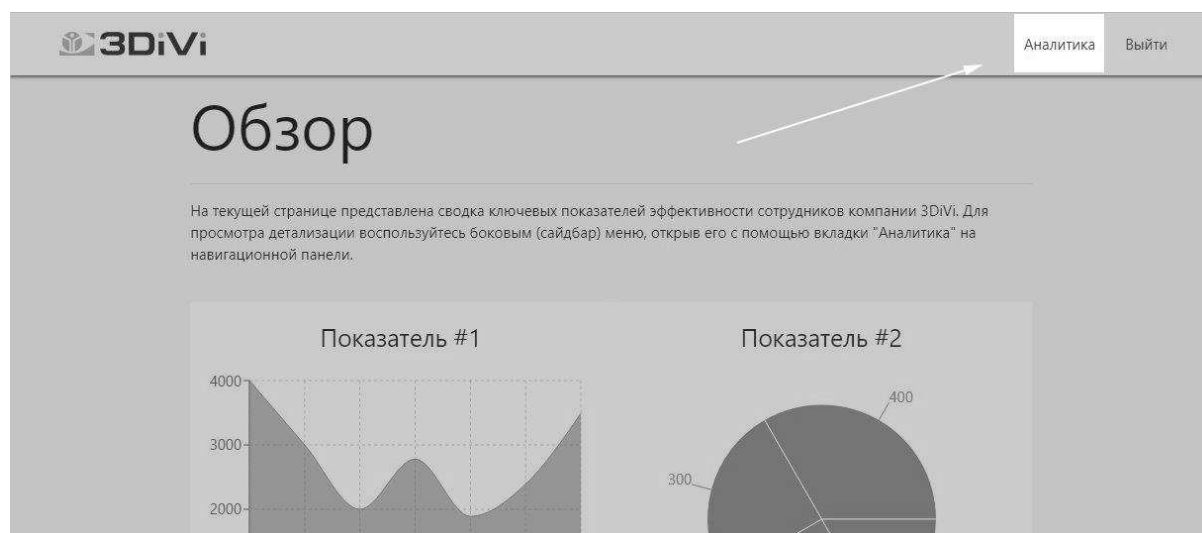 3DiVi
Аналитика Выйти
Обзор
На текущей странице представлена сводка ключевых показателей эффективности сотрудников компании 3DiVi. Для
просмотра детализации воспользуйтесь боковым (сайдбар) меню, открыв его с помощью вкладки "Аналитика" на
навигационной панели.
Показатель #1
Показатель #2
4000
3000
2000
400
300